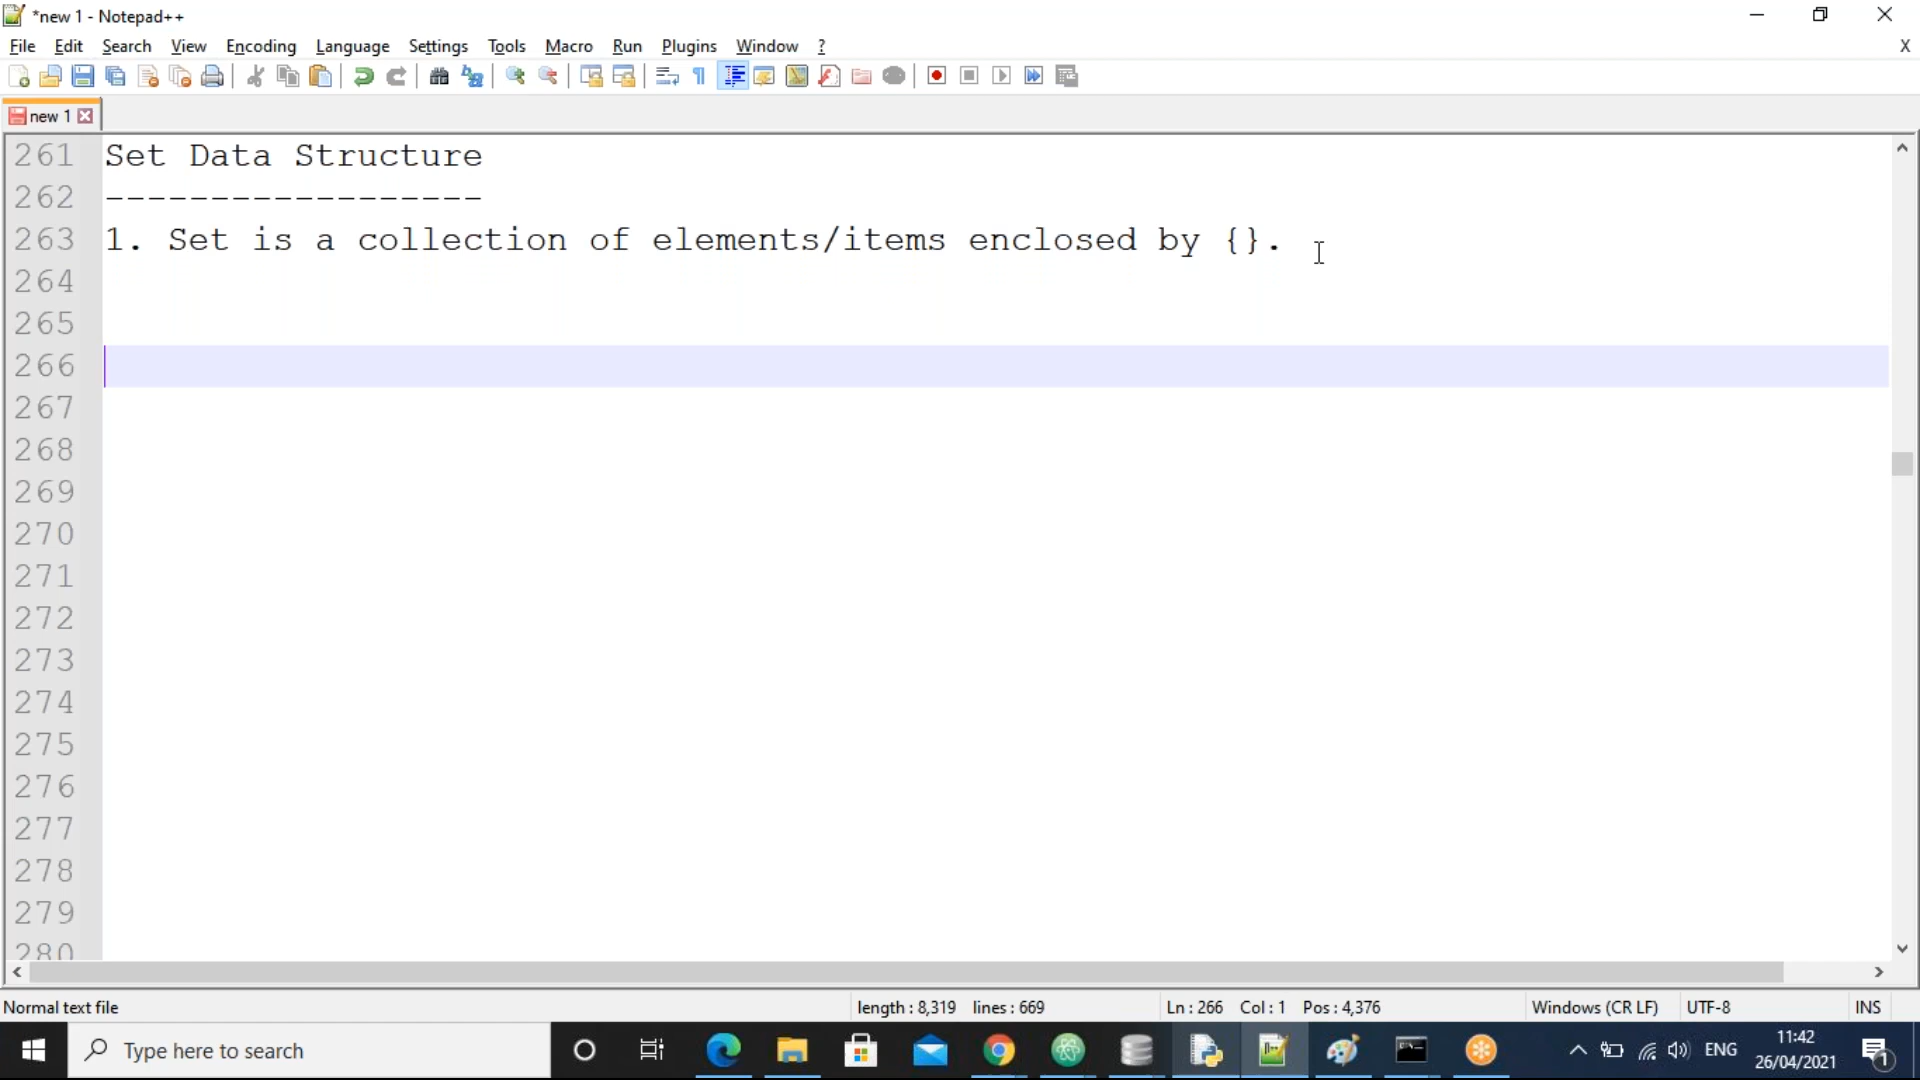 *new 1 - Notepad++
File Edit Search View Encoding Language Settings Tools Macro Run Plugins Window ?
X
new 1
261 Set Data Structure
262 ------------------
263 1. Set is a collection of elements/items enclosed by {}.
264
265
266
267
268
269
270
271
272
273
274
275
276
277
278
279
280
Normal text file length : 8,319 lines : 669 Ln : 266 Col : 1 Pos : 4,376 Windows (CR LF) UTF-8 INS
Type here to search
ENG
11:42
26/04/2021
1